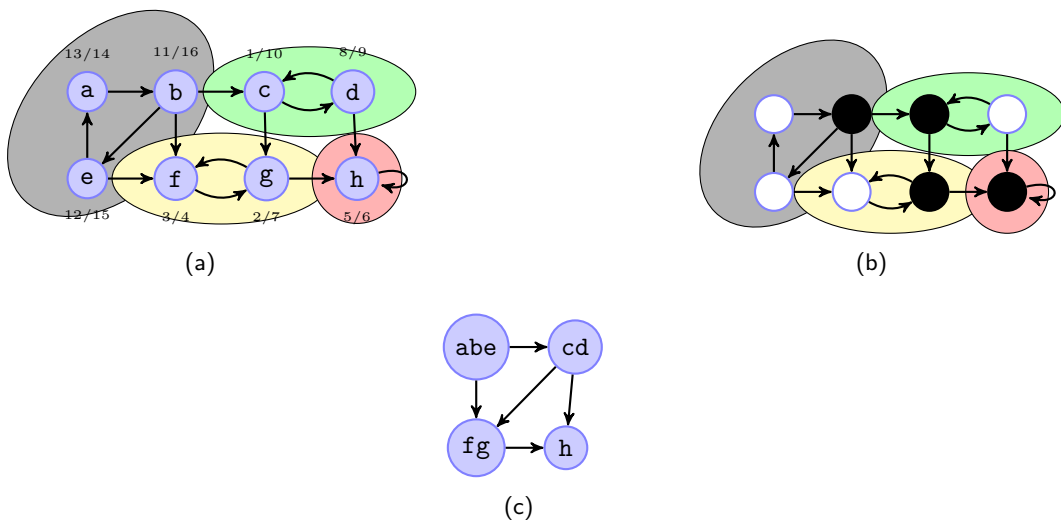 13/14 11/16 1/10 8/9
a b c d
e f g h
12/15 3/4 2/7 5/6
(a) (b)
abe cd
fg h
(c)